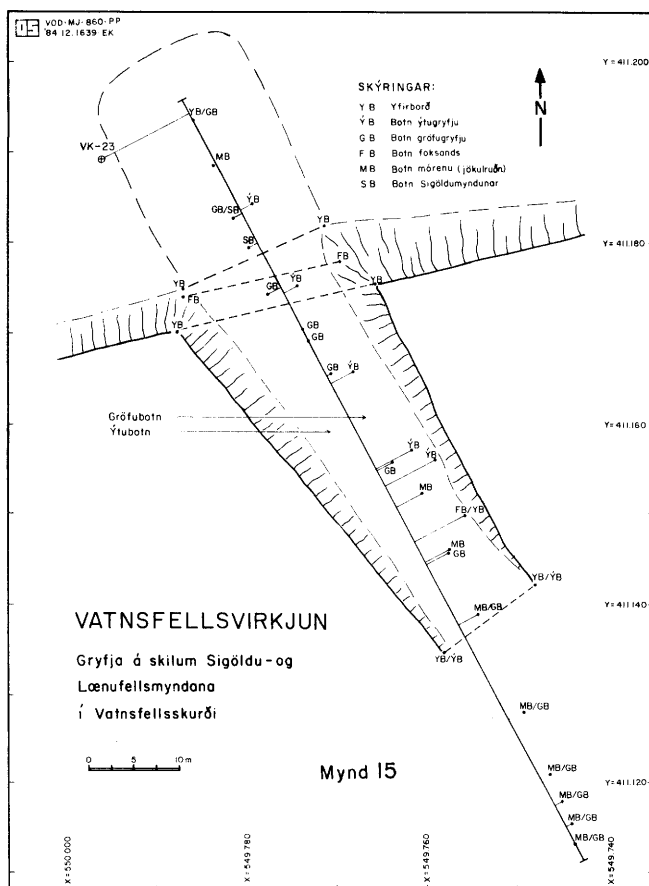 VOD-MJ-860-PP
'84.12.1639-EK
Y=411.200
SKÝRINGAR:
YB Yfirborð
ÝB Botn ýtugryfju
GB Botn gröfugryfju
FB Botn foksands
MB Botn mórenu (jökulruðn)
SB Botn Sigöldumyndunar
N
YB/GB
VK-23
MB
ÝB
GB/SB
YB
SB
Y=411.180
FB
YB
ÝB
YB
FB
GB
YB
GB
GB
GB
ÝB
Gröfubotn
Ýtubotn
Y=411.160
ÝB
ÝB
GB
MB
FB/YB
MB
GB
YB/ÝB
Y=411.140
MB/GB
YB/ÝB
VATNSFELLSVIRKJUN
Gryfja á skilum Sigöldu-og
Lænufellsmyndana
í Vatnsfellsskurði
MB/GB
0 5 10 m
Mynd 15
MB/GB
Y=411.120
MB/GB
MB/GB
MB/GB
X=550.000
X=549.780
X=549.760
X=549.740